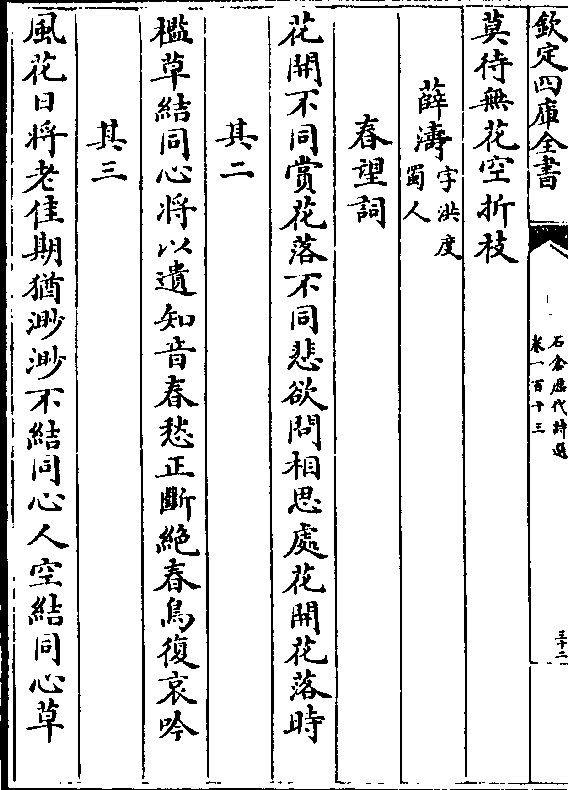 欽定四庫全書
石倉歷代詩選
卷一百十三
三十二
莫待無花空折枝
薛濤
字洪度
蜀人
春望詞
花開不同賞花落不同悲欲問相思處花開花落時
其二
檻草結同心將以遺知音春愁正斷絶春鳥復哀吟
其三
風花日將老佳期猶渺渺不結同心人空結同心草